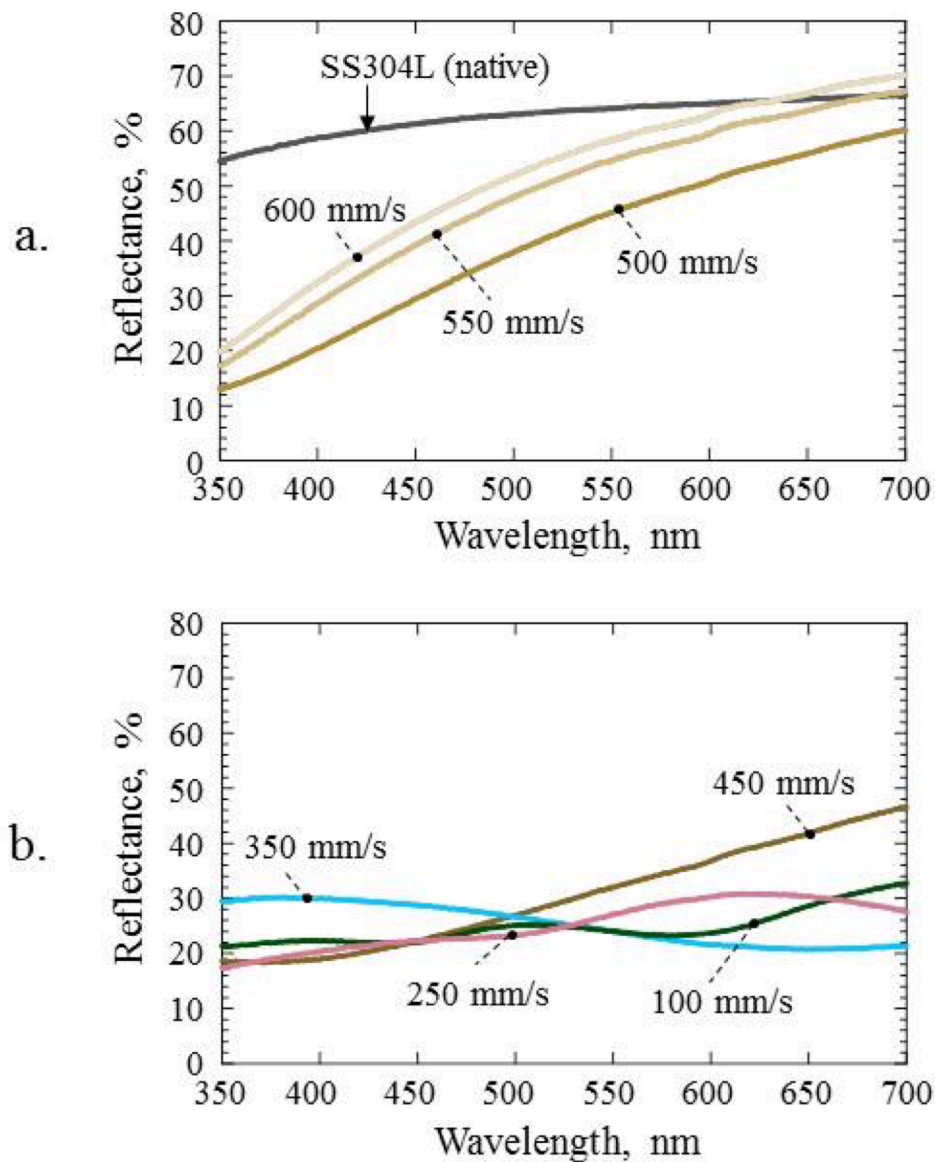 a.
Reflectance, %
80
70
60
50
40
30
20
10
0
SS304L (native)
600 mm/s
550 mm/s
500 mm/s
350 400 450 500 550 600 650 700
Wavelength, nm
b.
Reflectance, %
80
70
60
50
40
30
20
10
0
450 mm/s
350 mm/s
250 mm/s
100 mm/s
350 400 450 500 550 600 650 700
Wavelength, nm